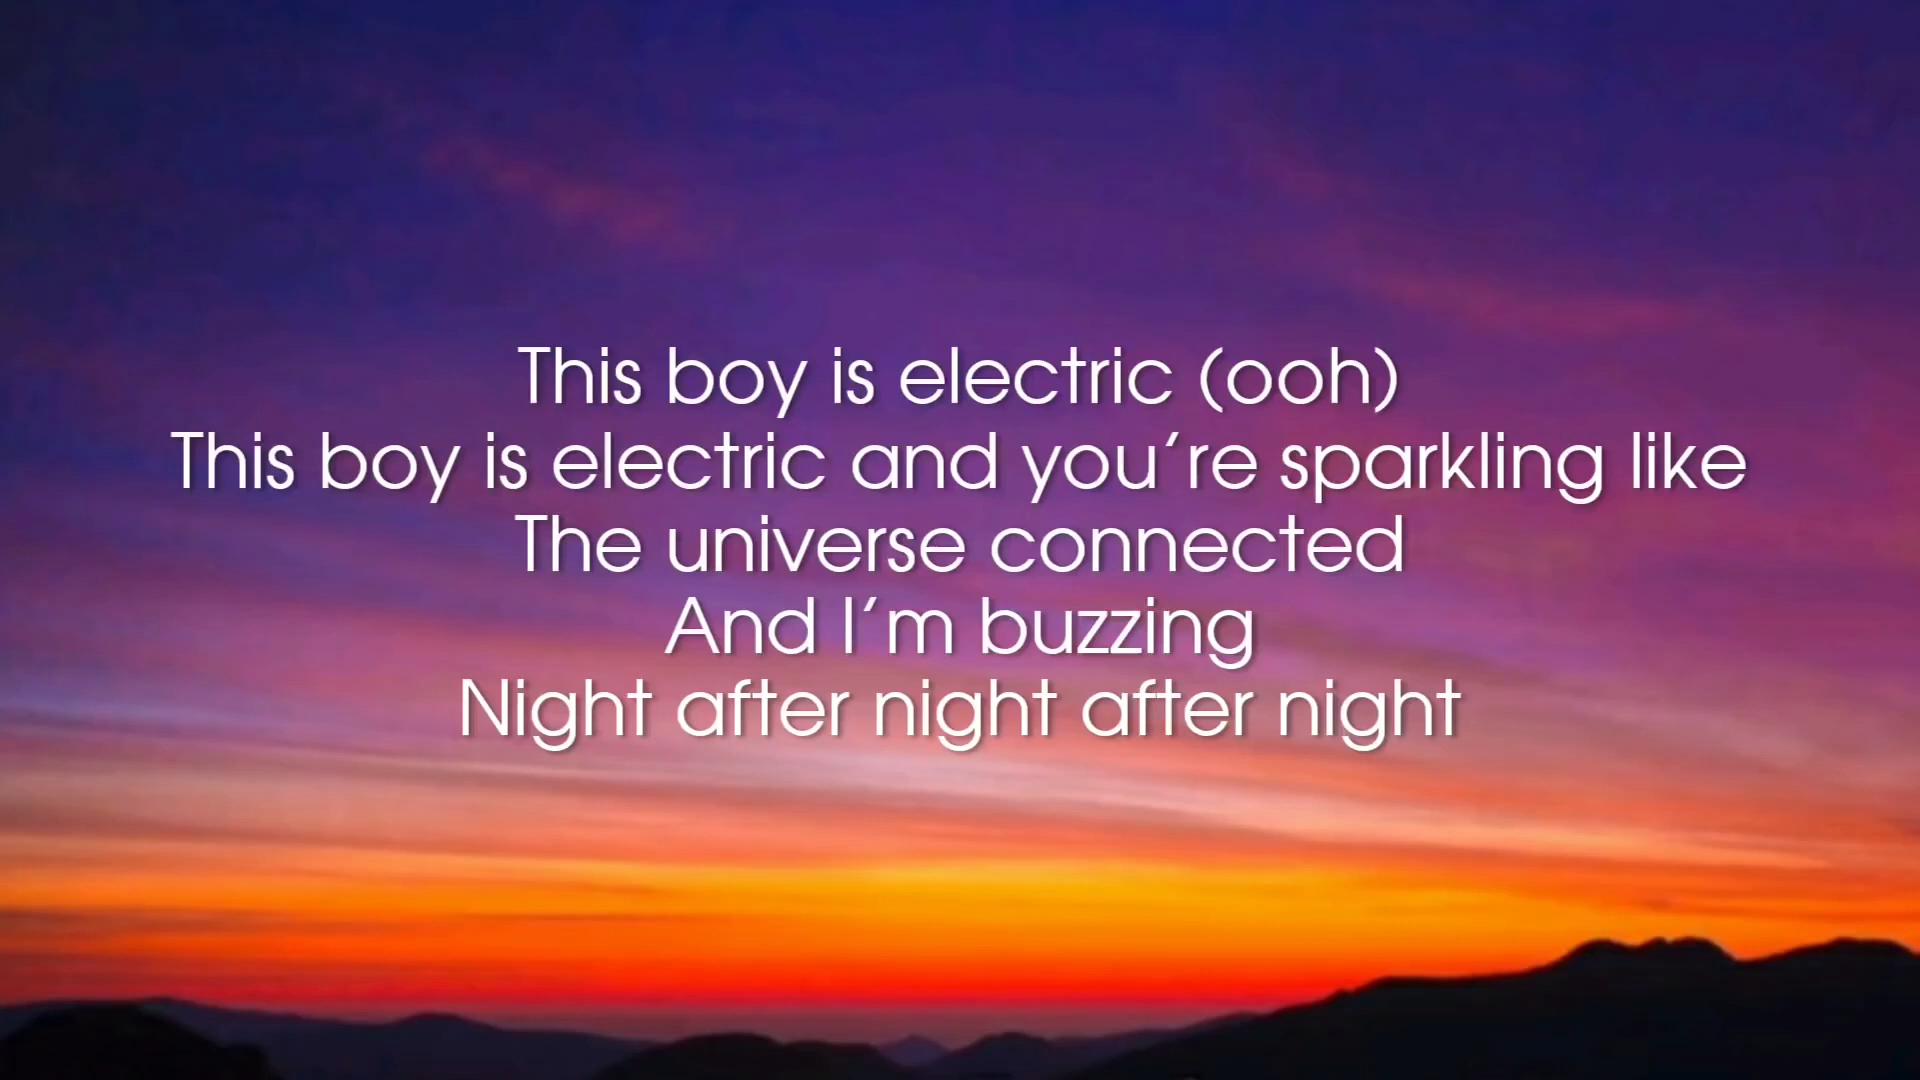 This boy is electric (ooh)
This boy is electric and you're sparkling like
The universe connected
And I'm buzzing
Night after night after night